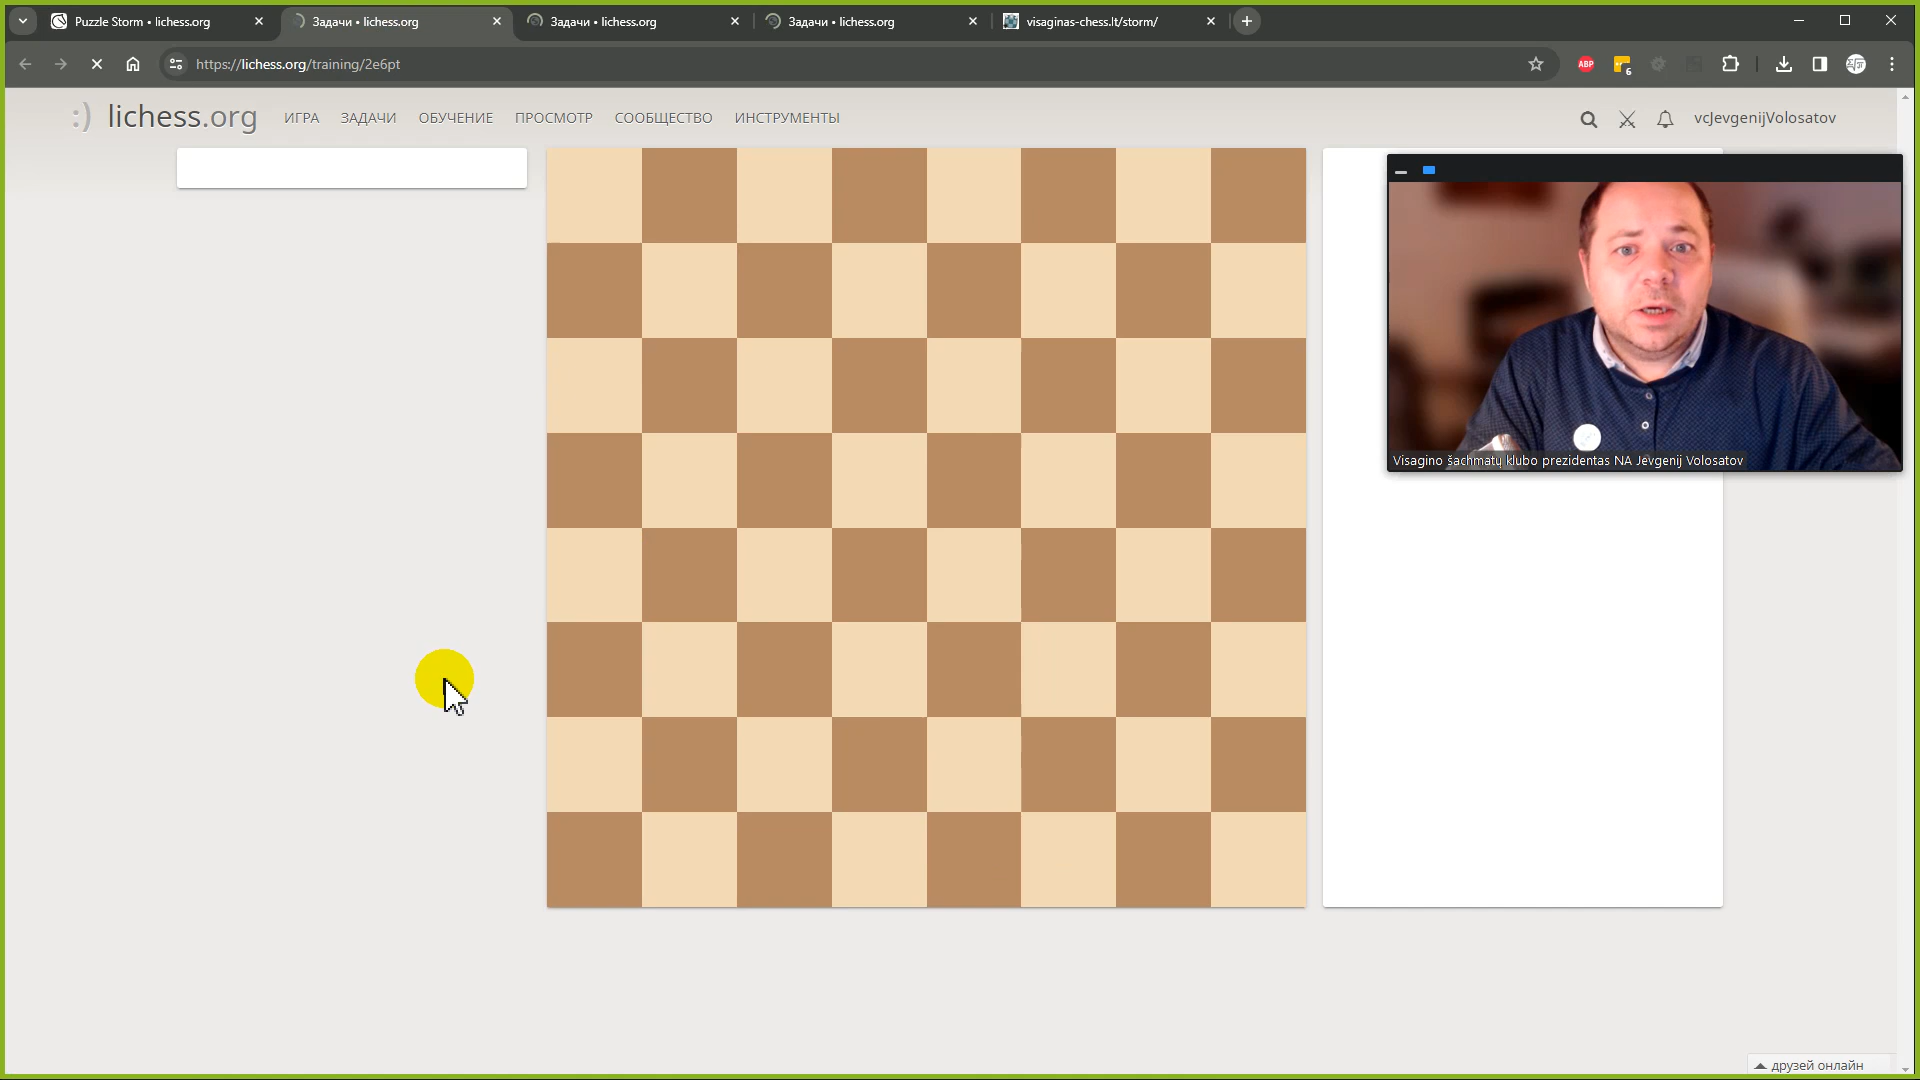 Puzzle Storm • lichess.org
Задачи • lichess.org
Задачи • lichess.org
Задачи • lichess.org
visaginas-chess.lt/storm/
https://lichess.org/training/2e6pt
ABP
6
:) lichess.org
ИГРА
ЗАДАЧИ
ОБУЧЕНИЕ
ПРОСМОТР
СООБЩЕСТВО
ИНСТРУМЕНТЫ
vcJevgenijVolosatov
Visagino šachmatų klubo prezidentas NA Jevgenij Volosatov
друзей онлайн